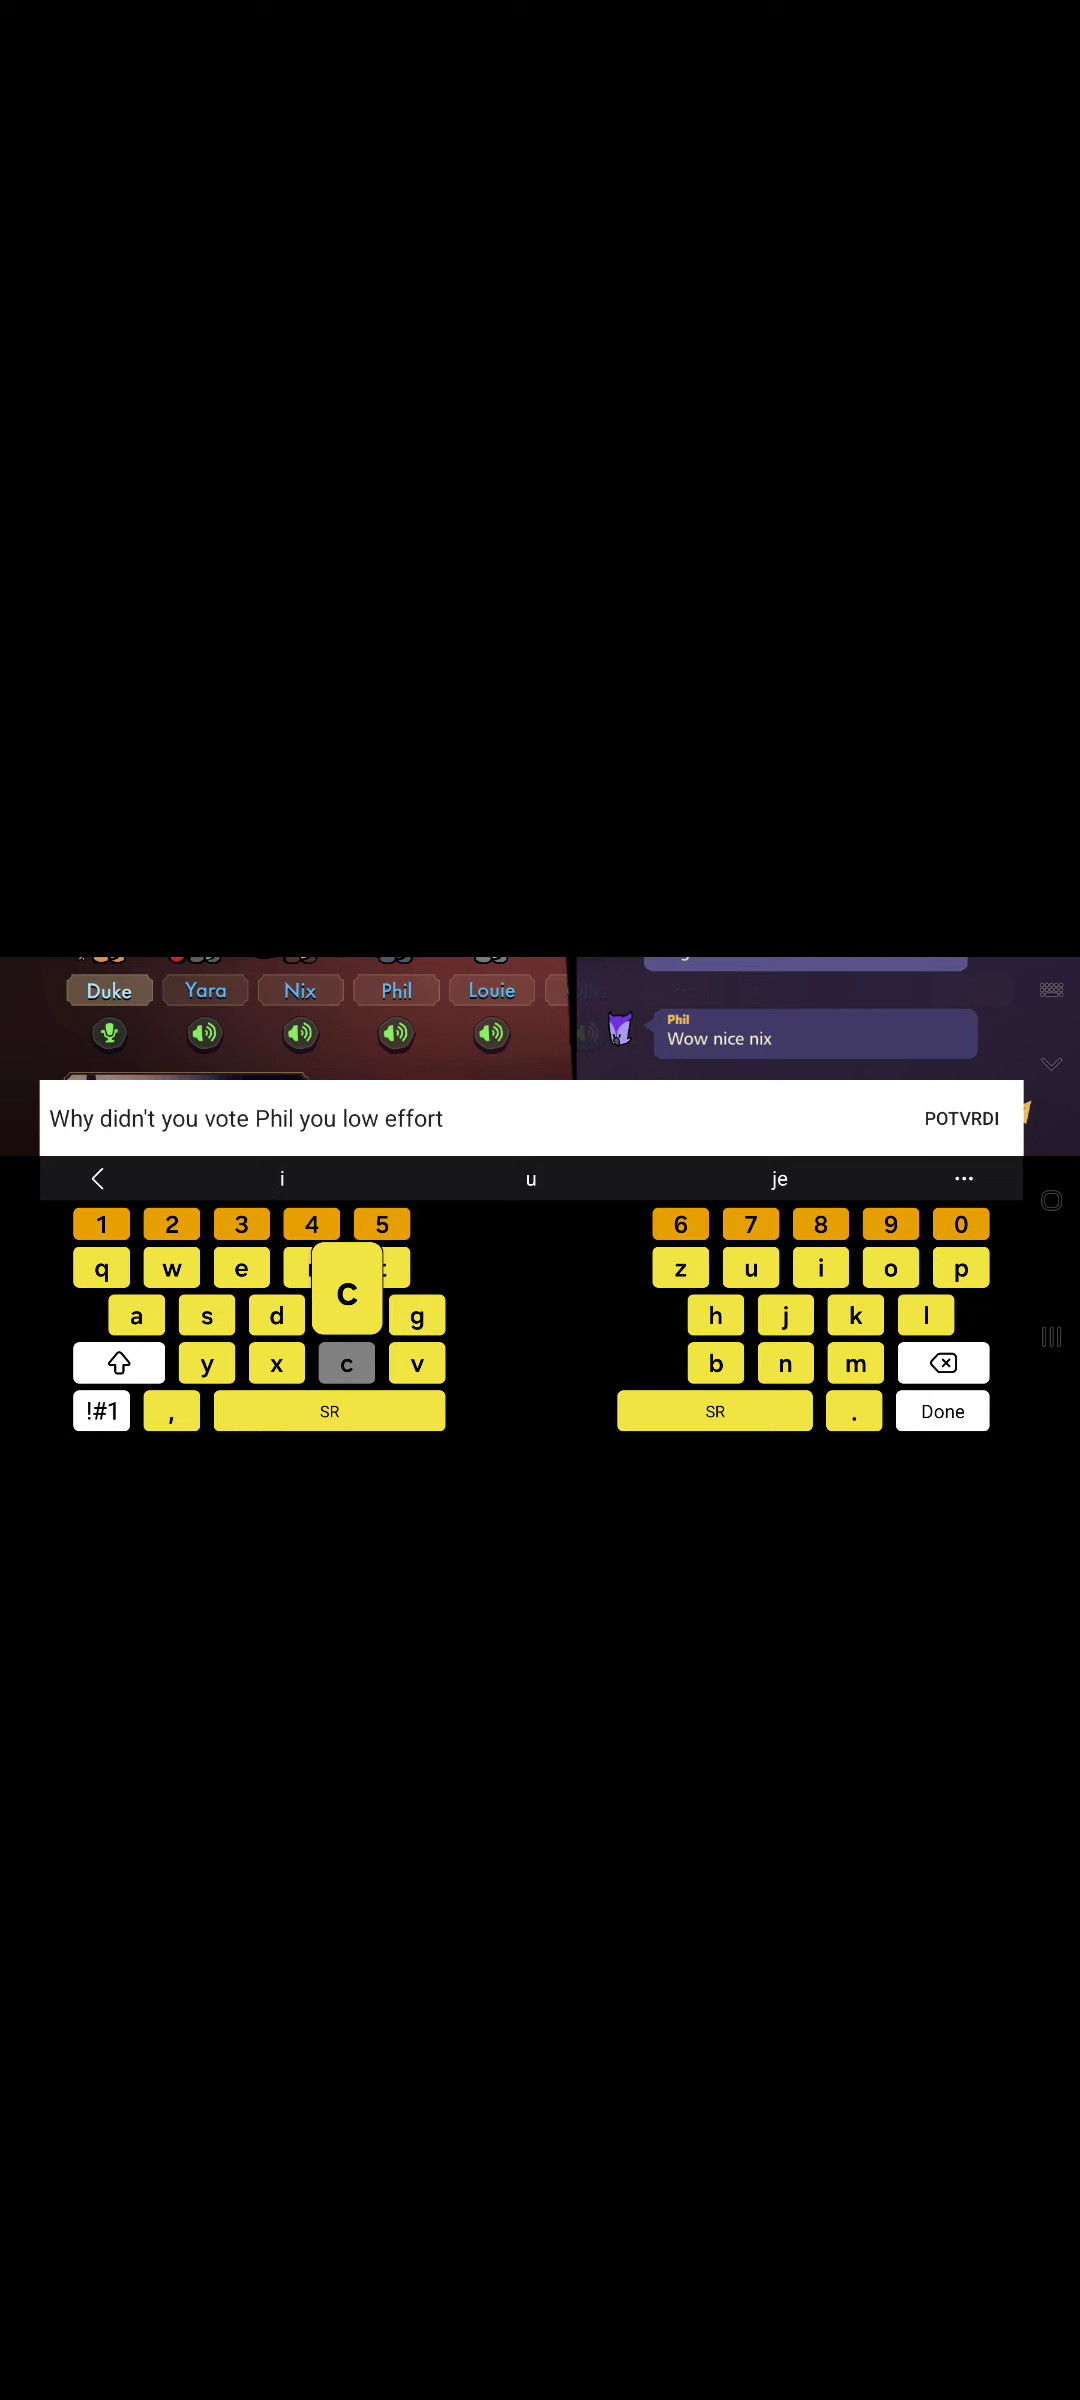 Duke Yara Nix Phil Louie
Phil
Wow nice nix
Why didn't you vote Phil you low effort POTVRDI
i u je ...
1 2 3 4 5 6 7 8 9 0
q w e z u i o p
c
a s d g h j k l
y x c v b n m
!#1 , SR SR . Done